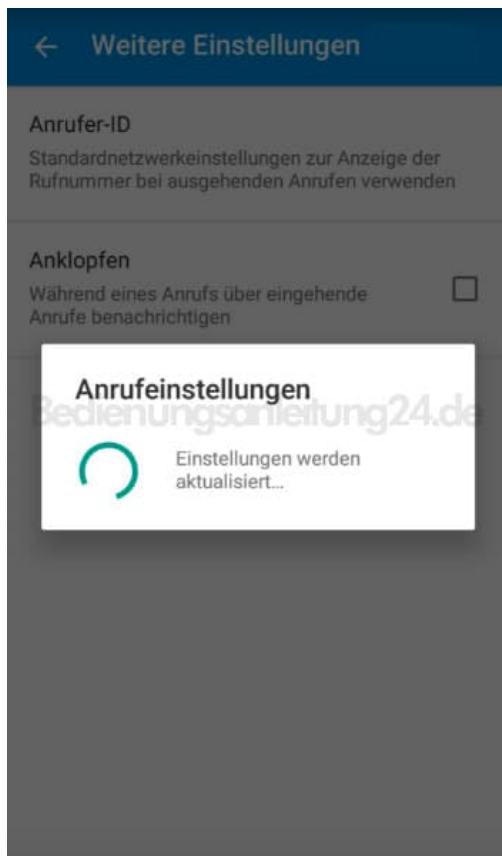 Weitere Einstellungen
Anrufer-ID
Standardnetzwerkeinstellungen zur Anzeige der
Rufnummer bei ausgehenden Anrufen verwenden
Anklopfen
Während eines Anrufs über eingehende
Anrufe benachrichtigen
Anrufeinstellungen
Bedienungsanleitung24.de
Einstellungen werden
aktualisiert...